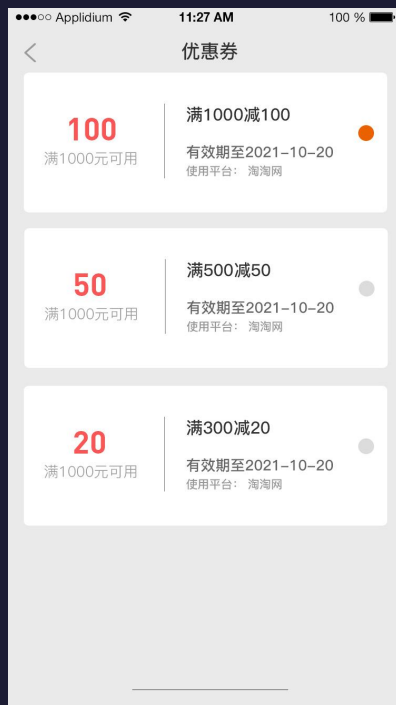 Applidium 11:27 AM 100 %
优惠券
100
满1000元可用
满1000减100
有效期至2021-10-20
使用平台: 淘淘网
50
满1000元可用
满500减50
有效期至2021-10-20
使用平台: 淘淘网
20
满1000元可用
满300减20
有效期至2021-10-20
使用平台: 淘淘网